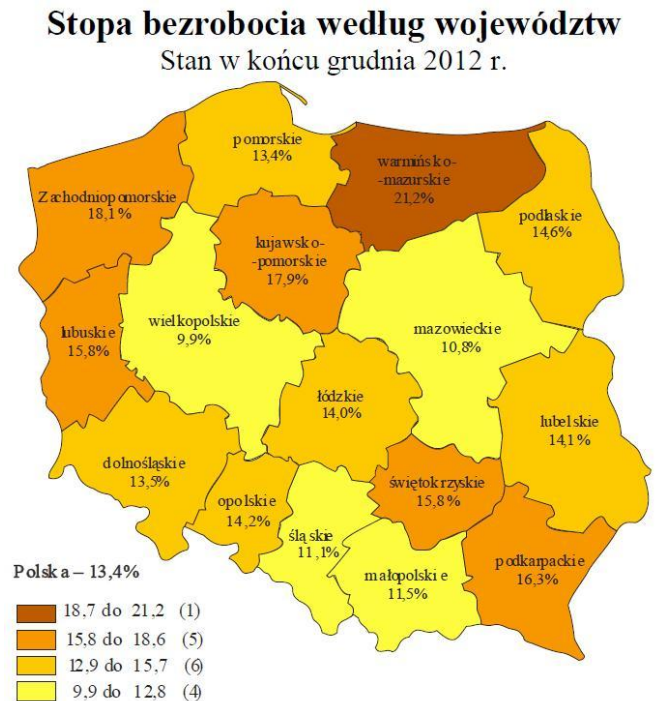 Stopa bezrobocia według województw
Stan w końcu grudnia 2012 r.
pomorskie
13,4%
warmińsko-
-mazurskie
21,2%
Zachodniopomorskie
18,1%
podlaskie
14,6%
kujawsko-
-pomorskie
17,9%
wielkopolskie
9,9%
mazowieckie
10,8%
lubuskie
15,8%
łódzkie
14,0%
lubelskie
14,1%
dolnośląskie
13,5%
opolskie
14,2%
świętokrzyskie
15,8%
śląskie
11,1%
małopolskie
11,5%
podkarpackie
16,3%
Polska – 13,4%
18,7 do 21,2 (1)
15,8 do 18,6 (5)
12,9 do 15,7 (6)
9,9 do 12,8 (4)